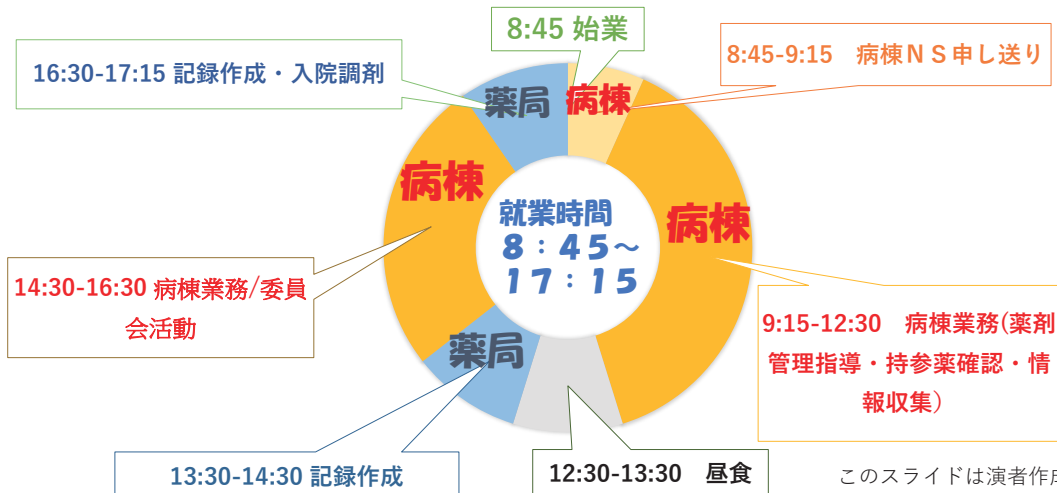 8:45 始業
8:45-9:15　病棟ＮＳ申し送り
16:30-17:15 記録作成・入院調剤
薬局
病棟
病棟
病棟
就業時間
８：４５～
１７：１５
14:30-16:30 病棟業務/委員
会活動
9:15-12:30　病棟業務(薬剤
管理指導・持参薬確認・情
報収集）
薬局
13:30-14:30 記録作成
12:30-13:30　昼食
このスライドは演者作成